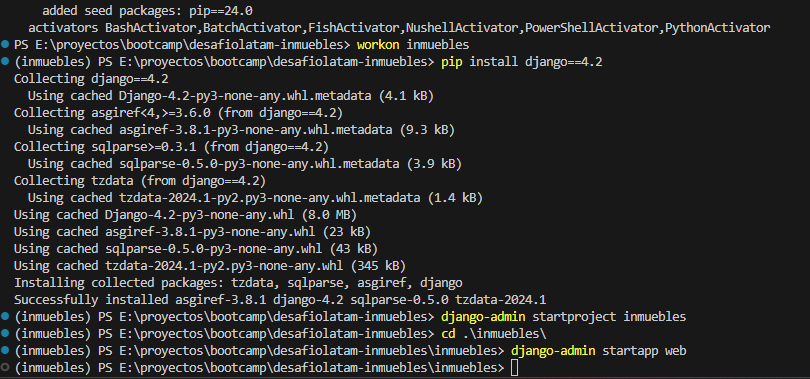 added seed packages: pip==24.0
activators BashActivator,BatchActivator,FishActivator,NushellActivator,PowerShellActivator,PythonActivator
PS E:\proyectos\bootcamp\desafiolatam-inmuebles> workon inmuebles
(inmuebles) PS E:\proyectos\bootcamp\desafiolatam-inmuebles> pip install django==4.2
Collecting django==4.2
Using cached Django-4.2-py3-none-any.whl.metadata (4.1 kB)
Collecting asgiref<4,>=3.6.0 (from django==4.2)
Using cached asgiref-3.8.1-py3-none-any.whl.metadata (9.3 kB)
Collecting sqlparse>=0.3.1 (from django==4.2)
Using cached sqlparse-0.5.0-py3-none-any.whl.metadata (3.9 kB)
Collecting tzdata (from django==4.2)
Using cached tzdata-2024.1-py2.py3-none-any.whl.metadata (1.4 kB)
Using cached Django-4.2-py3-none-any.whl (8.0 MB)
Using cached asgiref-3.8.1-py3-none-any.whl (23 kB)
Using cached sqlparse-0.5.0-py3-none-any.whl (43 kB)
Using cached tzdata-2024.1-py2.py3-none-any.whl (345 kB)
Installing collected packages: tzdata, sqlparse, asgiref, django
Successfully installed asgiref-3.8.1 django-4.2 sqlparse-0.5.0 tzdata-2024.1
(inmuebles) PS E:\proyectos\bootcamp\desafiolatam-inmuebles> django-admin startproject inmuebles
(inmuebles) PS E:\proyectos\bootcamp\desafiolatam-inmuebles> cd .\inmuebles\
(inmuebles) PS E:\proyectos\bootcamp\desafiolatam-inmuebles\inmuebles> django-admin startapp web
(inmuebles) PS E:\proyectos\bootcamp\desafiolatam-inmuebles\inmuebles>